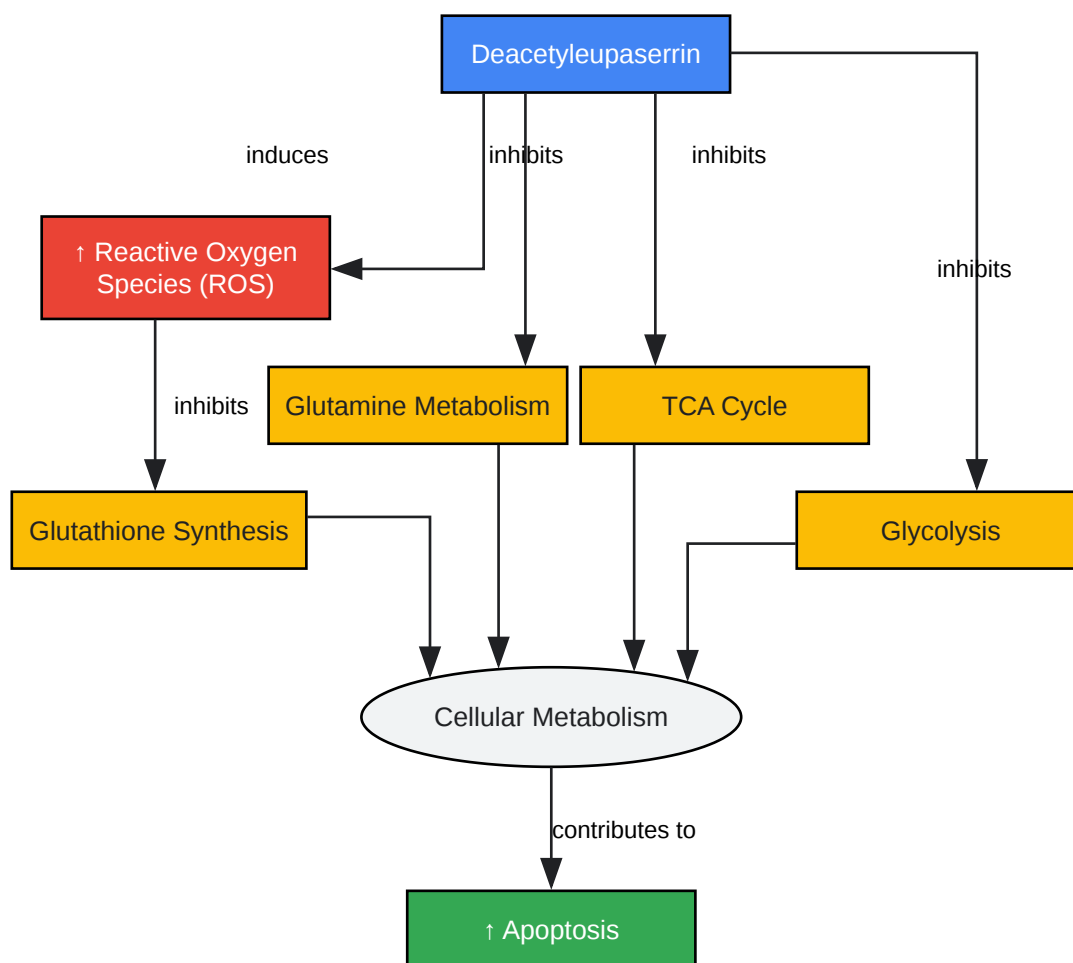 Deacetyleupaserrin
induces
inhibits
inhibits
↑ Reactive Oxygen
Species (ROS)
inhibits
inhibits
Glutamine Metabolism
TCA Cycle
Glutathione Synthesis
Glycolysis
Cellular Metabolism
contributes to
↑ Apoptosis